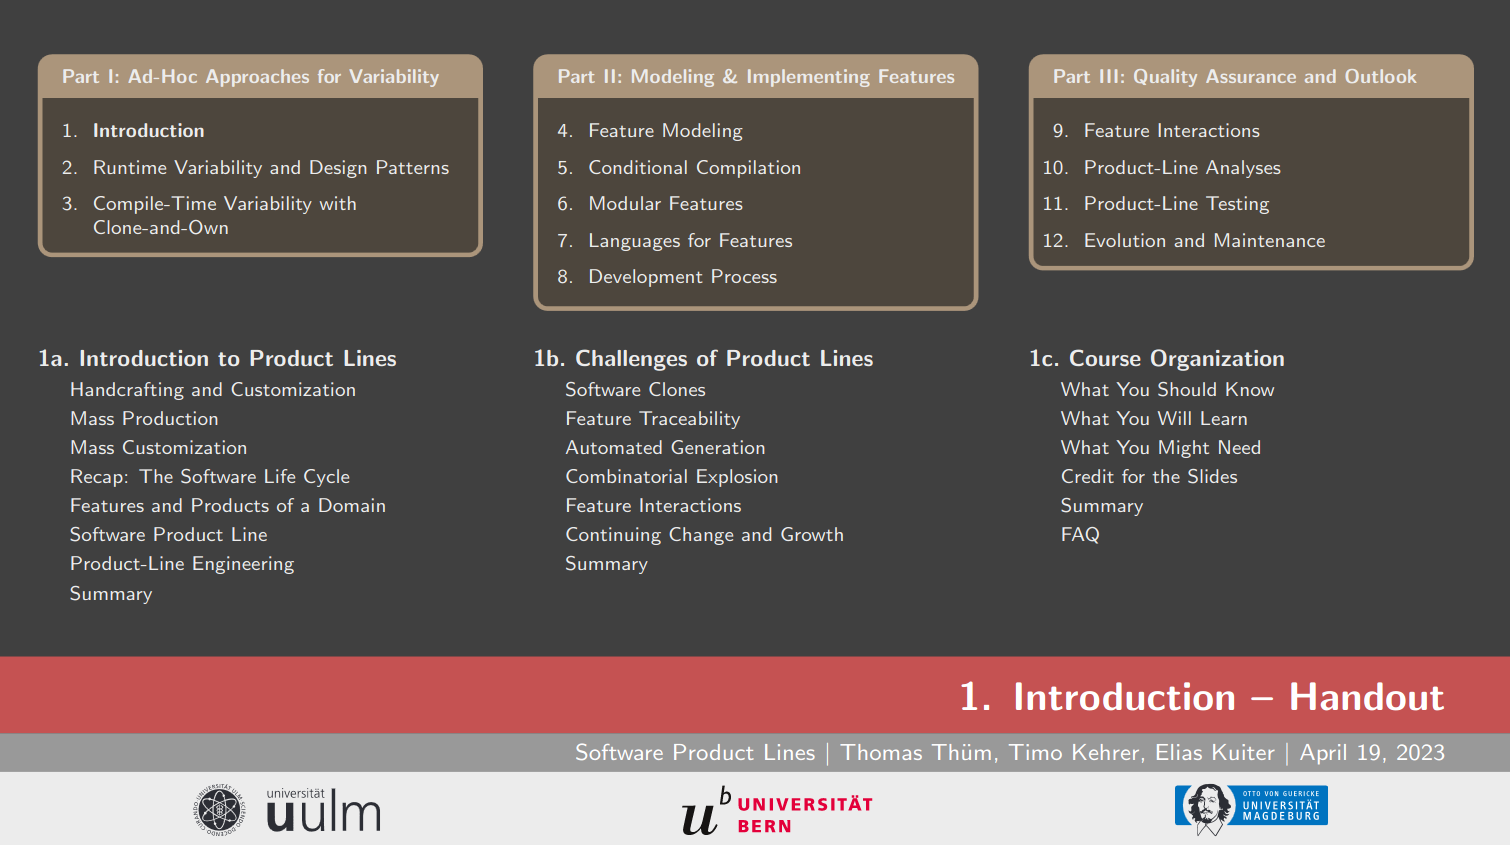 Part I: Ad-Hoc Approaches for Variability
1. Introduction
2. Runtime Variability and Design Patterns
3. Compile-Time Variability with
Clone-and-Own
Part II: Modeling & Implementing Features
4. Feature Modeling
5. Conditional Compilation
6. Modular Features
7. Languages for Features
8. Development Process
Part III: Quality Assurance and Outlook
9. Feature Interactions
10. Product-Line Analyses
11. Product-Line Testing
12. Evolution and Maintenance
1a. Introduction to Product Lines
Handcrafting and Customization
Mass Production
Mass Customization
Recap: The Software Life Cycle
Features and Products of a Domain
Software Product Line
Product-Line Engineering
Summary
1b. Challenges of Product Lines
Software Clones
Feature Traceability
Automated Generation
Combinatorial Explosion
Feature Interactions
Continuing Change and Growth
Summary
1c. Course Organization
What You Should Know
What You Will Learn
What You Might Need
Credit for the Slides
Summary
FAQ
1. Introduction – Handout
Software Product Lines | Thomas Thüm, Timo Kehrer, Elias Kuiter | April 19, 2023
universität
uulm
u b
UNIVERSITÄT
BERN
OTTO VON GUERICKE
UNIVERSITÄT
MAGDEBURG